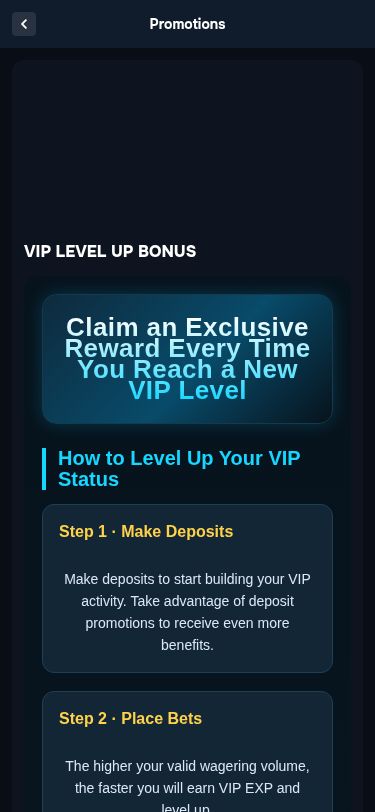 Promotions
VIP LEVEL UP BONUS
Claim an Exclusive
Reward Every Time
You Reach a New
VIP Level
How to Level Up Your VIP
Status
Step 1 · Make Deposits
Make deposits to start building your VIP
activity. Take advantage of deposit
promotions to receive even more
benefits.
Step 2 · Place Bets
The higher your valid wagering volume,
the faster you will earn VIP EXP and
level up.